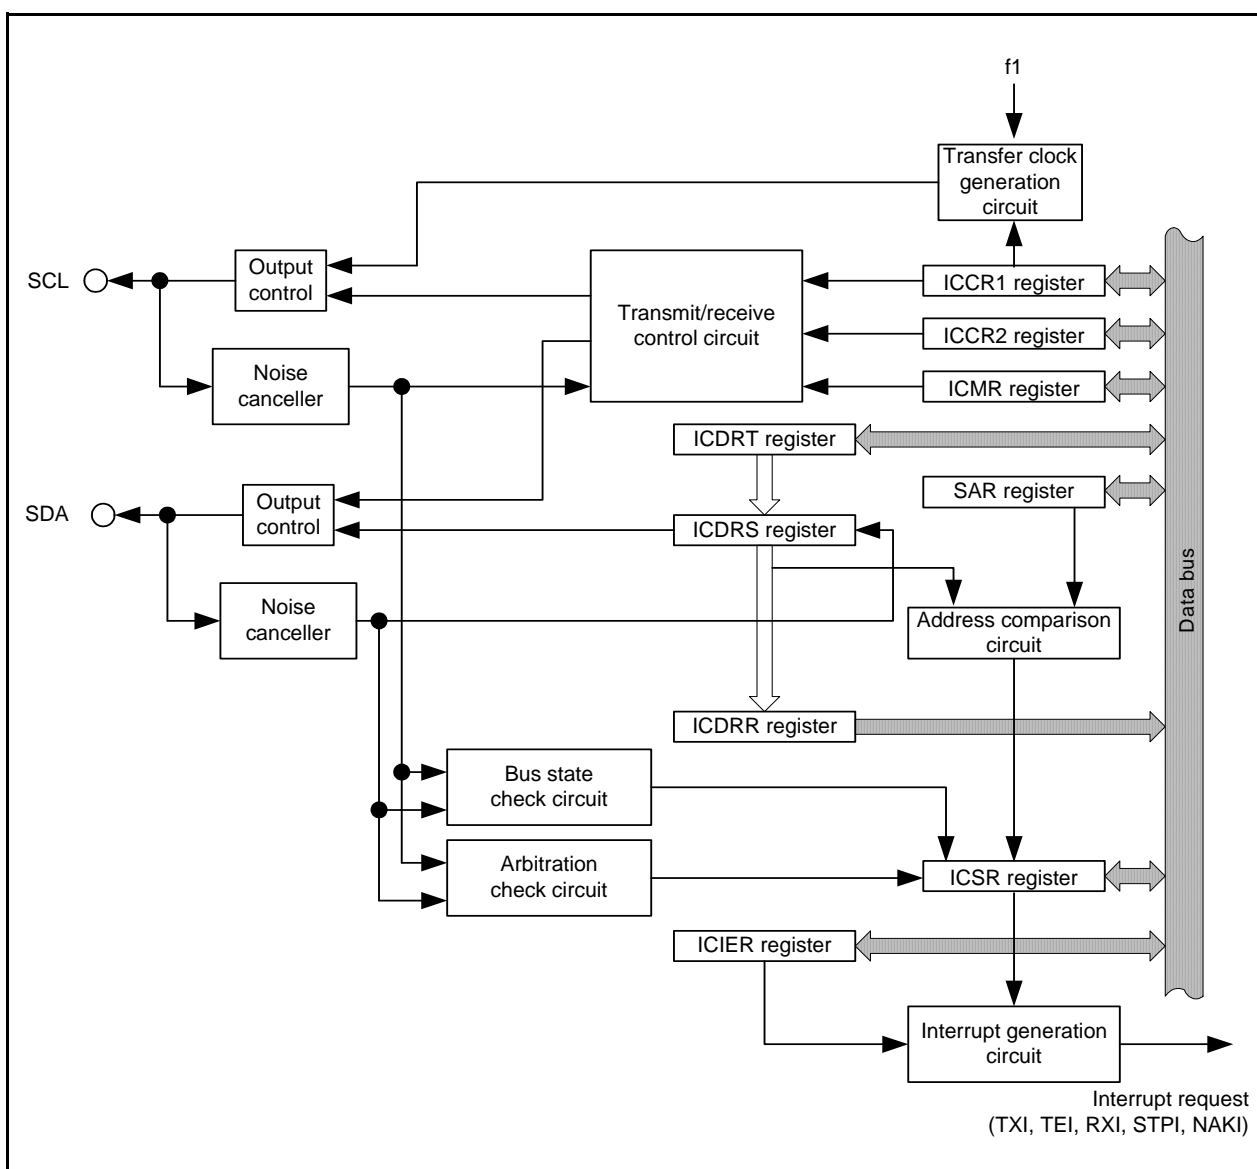 f1
Transfer clock
generation
circuit
SCL
Output
control
Transmit/receive
control circuit
ICCR1 register
ICCR2 register
ICMR register
Noise
canceller
ICDRT register
SAR register
SDA
Output
control
ICDRS register
Noise
canceller
Address comparison
circuit
Data bus
ICDRR register
Bus state
check circuit
Arbitration
check circuit
ICSR register
ICIER register
Interrupt generation
circuit
Interrupt request
(TXI, TEI, RXI, STPI, NAKI)